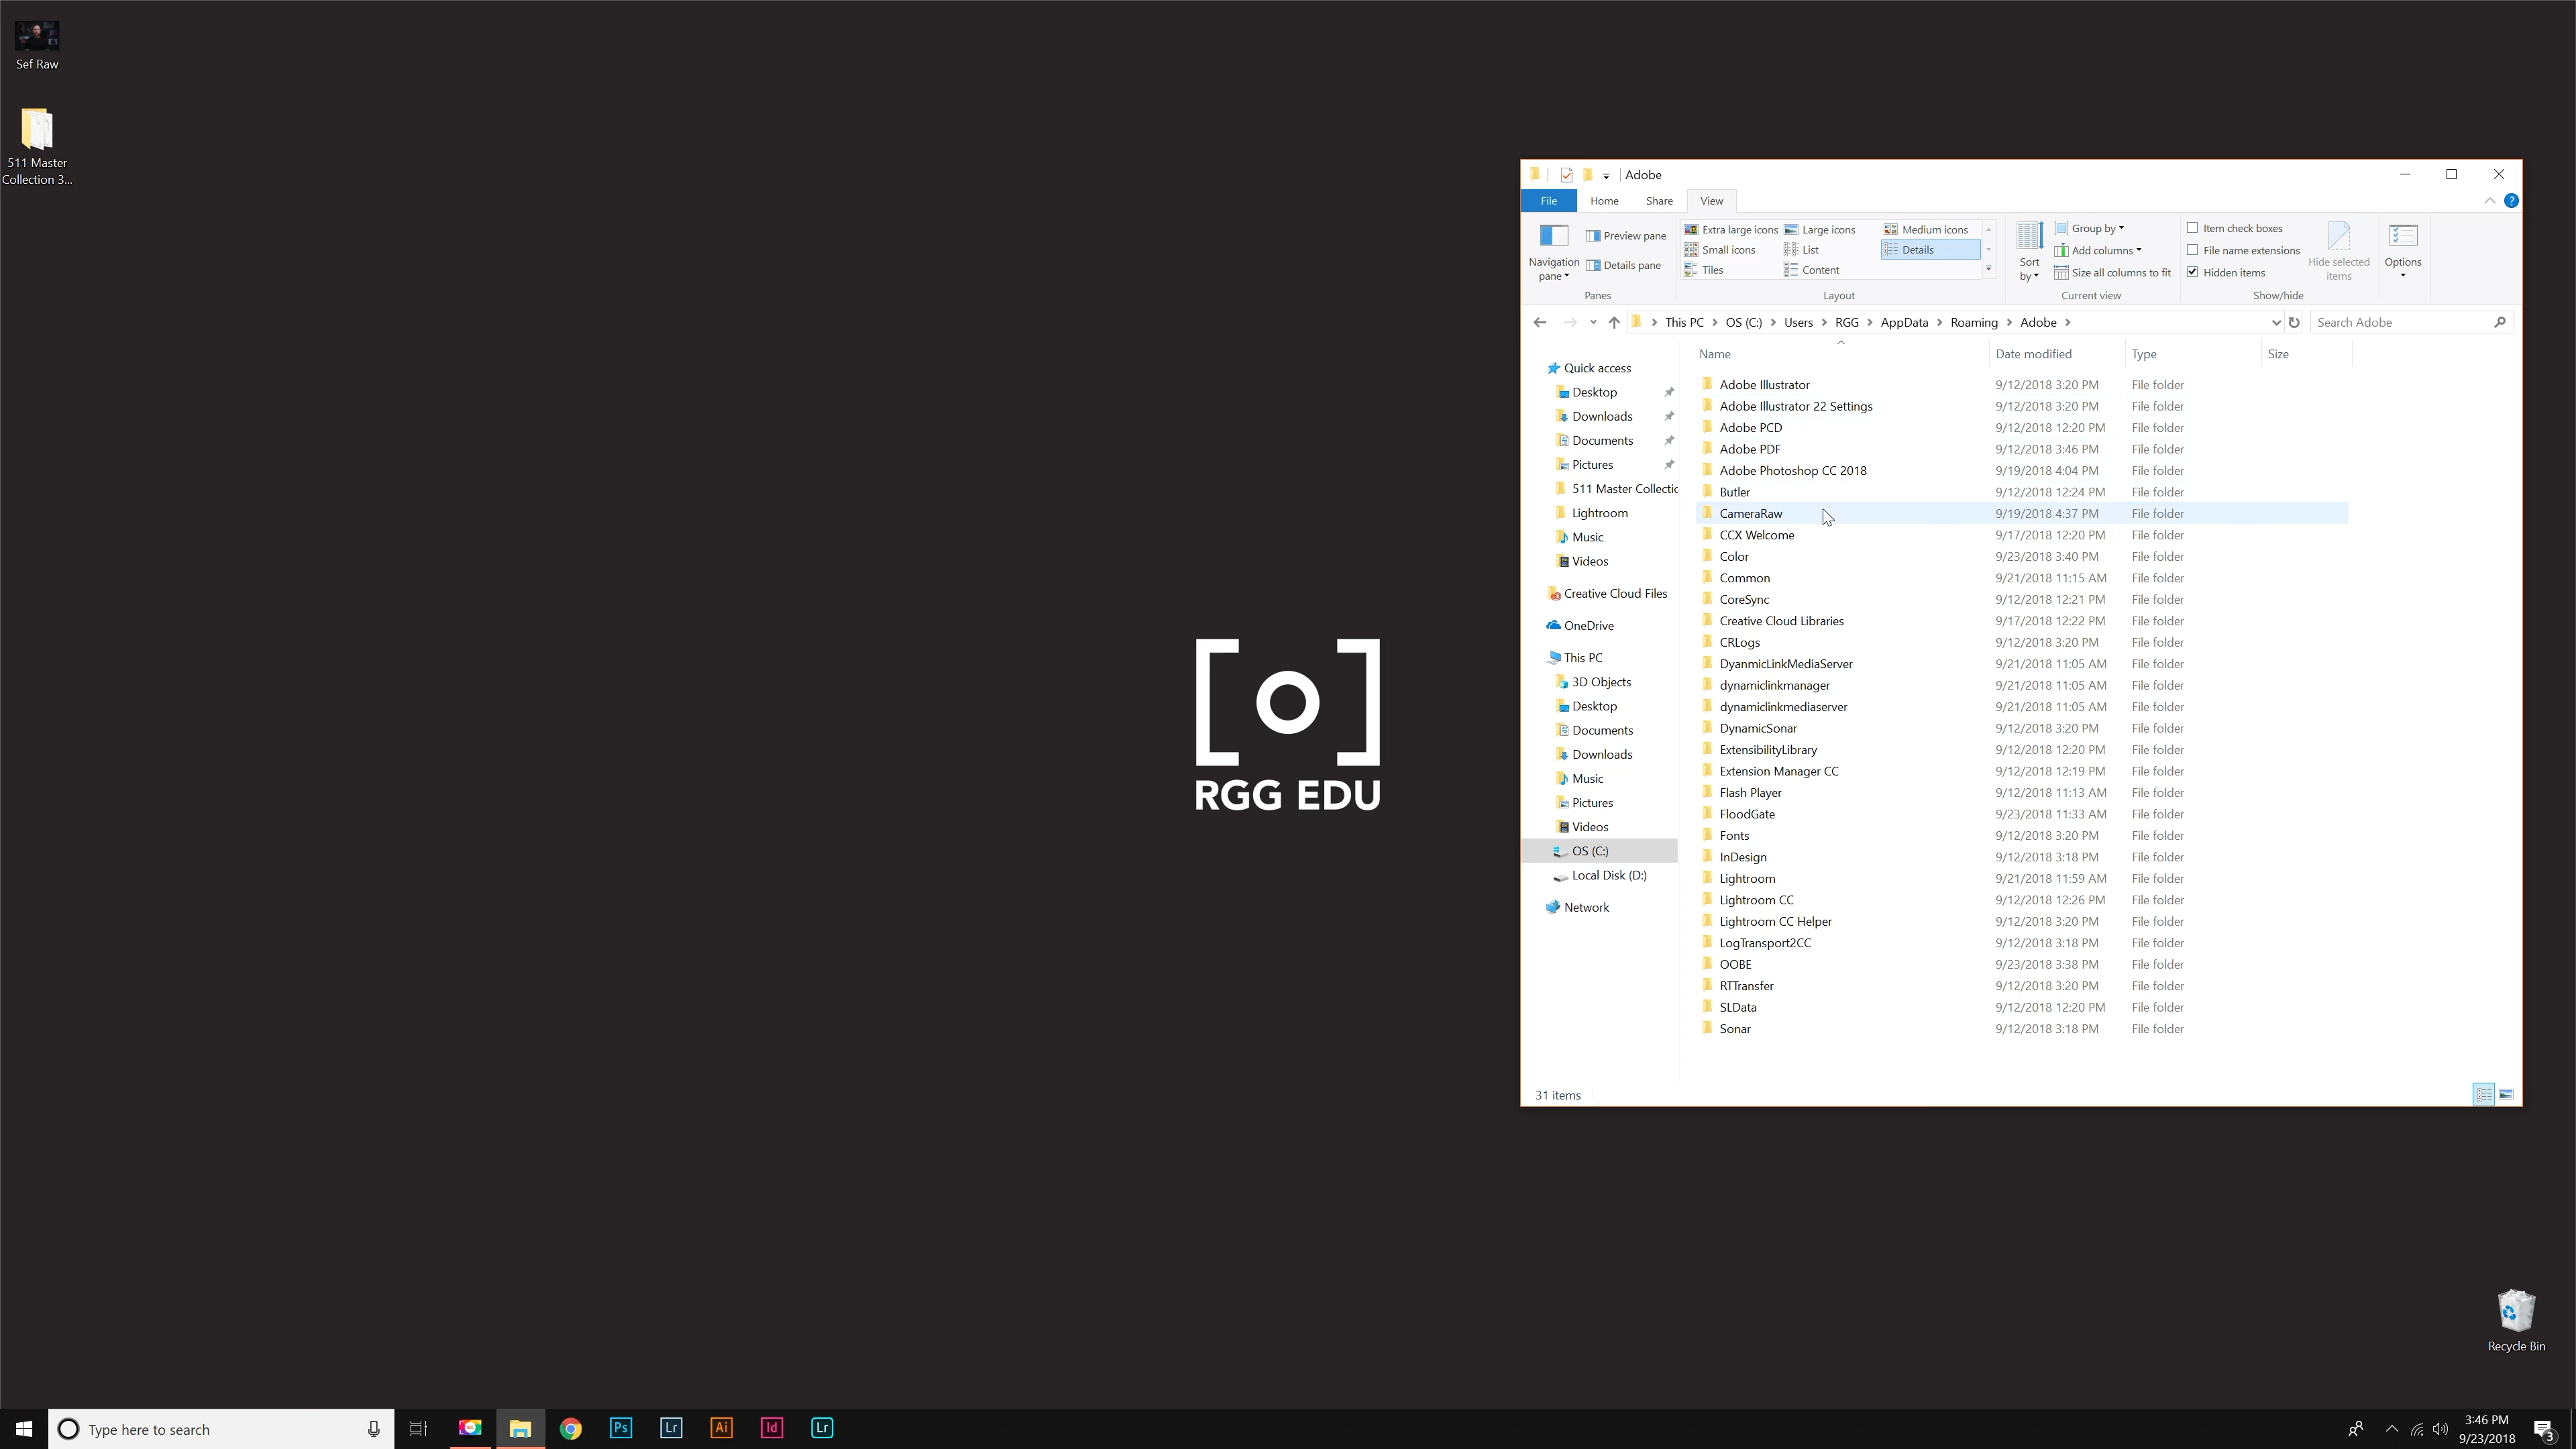 Sef Raw
511 Master
Collection 3...
Adobe
File Home Share View
Navigation
pane
Preview pane
Details pane
Panes
Extra large icons Large icons Medium icons
Small icons List Details
Tiles Content
Layout
Sort
by
Group by
Add columns
Size all columns to fit
Current view
Item check boxes
File name extensions
Hidden items
Hide selected
items
Show/hide
Options
This PC OS (C:) Users RGG AppData Roaming Adobe
Search Adobe
Quick access
Desktop
Downloads
Documents
Pictures
511 Master Collectic
Lightroom
Music
Videos
Creative Cloud Files
OneDrive
This PC
3D Objects
Desktop
Documents
Downloads
Music
Pictures
Videos
OS (C:)
Local Disk (D:)
Network
Name Date modified Type Size
Adobe Illustrator 9/12/2018 3:20 PM File folder
Adobe Illustrator 22 Settings 9/12/2018 3:20 PM File folder
Adobe PCD 9/12/2018 12:20 PM File folder
Adobe PDF 9/12/2018 3:46 PM File folder
Adobe Photoshop CC 2018 9/19/2018 4:04 PM File folder
Butler 9/12/2018 12:24 PM File folder
CameraRaw 9/19/2018 4:37 PM File folder
CCX Welcome 9/17/2018 12:20 PM File folder
Color 9/23/2018 3:40 PM File folder
Common 9/21/2018 11:15 AM File folder
CoreSync 9/12/2018 12:21 PM File folder
Creative Cloud Libraries 9/17/2018 12:22 PM File folder
CRLogs 9/12/2018 3:20 PM File folder
DyanmicLinkMediaServer 9/21/2018 11:05 AM File folder
dynamiclinkmanager 9/21/2018 11:05 AM File folder
dynamiclinkmediaserver 9/21/2018 11:05 AM File folder
DynamicSonar 9/12/2018 3:20 PM File folder
ExtensibilityLibrary 9/12/2018 12:20 PM File folder
Extension Manager CC 9/12/2018 12:19 PM File folder
Flash Player 9/12/2018 11:13 AM File folder
FloodGate 9/23/2018 11:33 AM File folder
Fonts 9/12/2018 3:20 PM File folder
InDesign 9/12/2018 3:18 PM File folder
Lightroom 9/21/2018 11:59 AM File folder
Lightroom CC 9/12/2018 12:26 PM File folder
Lightroom CC Helper 9/12/2018 3:20 PM File folder
LogTransport2CC 9/12/2018 3:18 PM File folder
OOBE 9/23/2018 3:38 PM File folder
RTTransfer 9/12/2018 3:20 PM File folder
SLData 9/12/2018 12:20 PM File folder
Sonar 9/12/2018 3:18 PM File folder
31 items
RGG EDU
Recycle Bin
Type here to search
Ps Lr Ai Id Lr
3:46 PM
9/23/2018
3